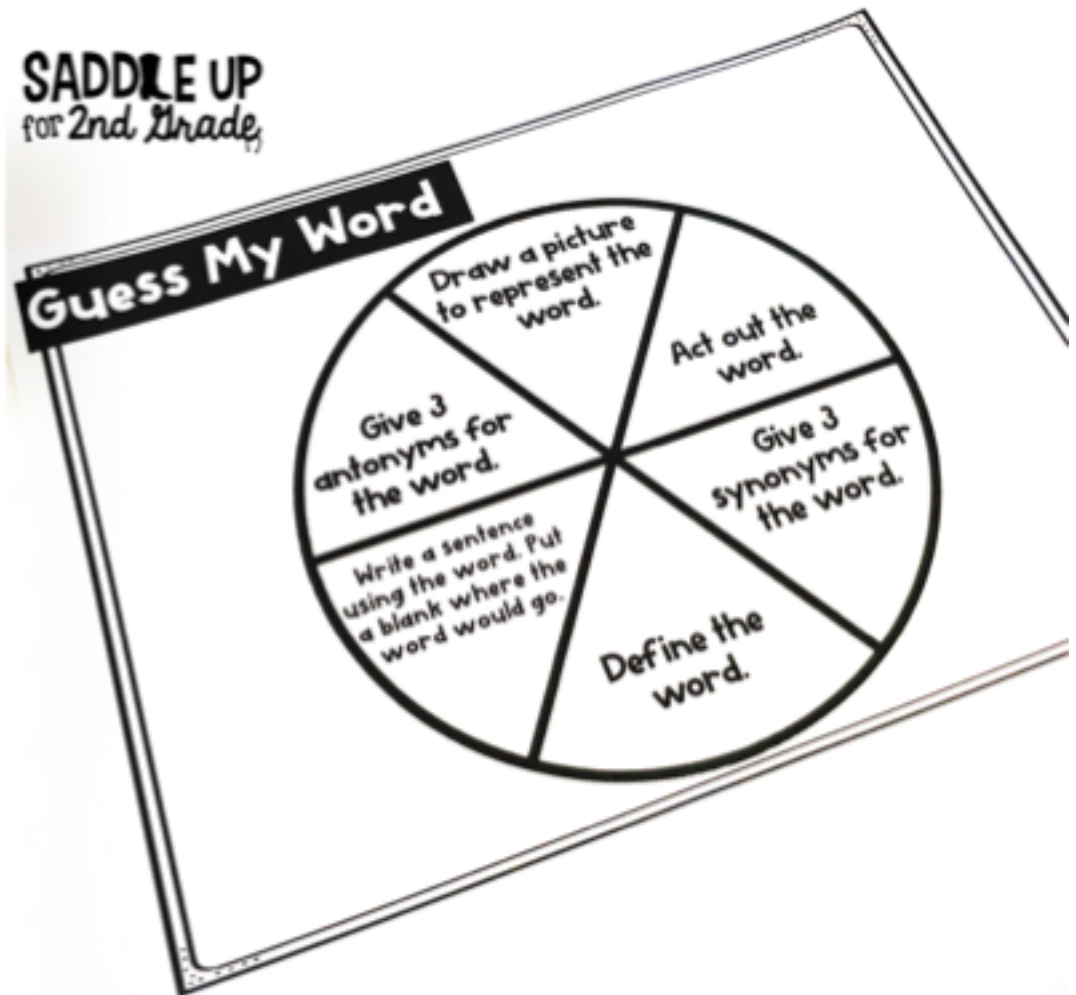 SADDLE UP
for 2nd Grade
Guess My Word
Draw a picture
to represent the
word.
Act out the
word.
Give 3
synonyms for
the word.
Define the
word.
Write a sentence
using the word. Put
a blank where the
word would go.
Give 3
antonyms for
the word.